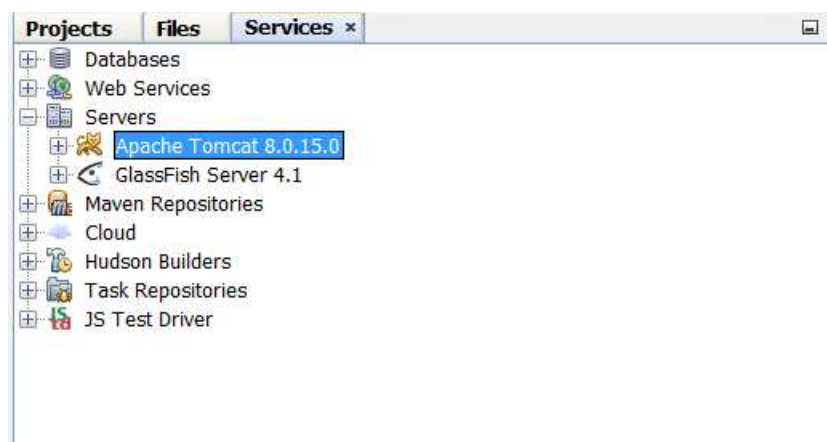 Projects Files Services ×
Databases
Web Services
Servers
Apache Tomcat 8.0.15.0
GlassFish Server 4.1
Maven Repositories
Cloud
Hudson Builders
Task Repositories
JS Test Driver